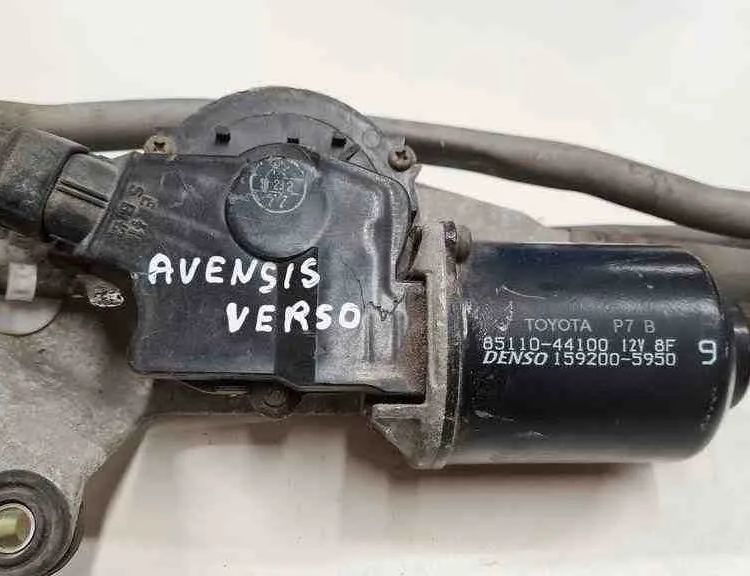 AVENSIS
VERSO
TOYOTA P7 B
85110-44100 12V 8F
DENSO 159200-5950
9